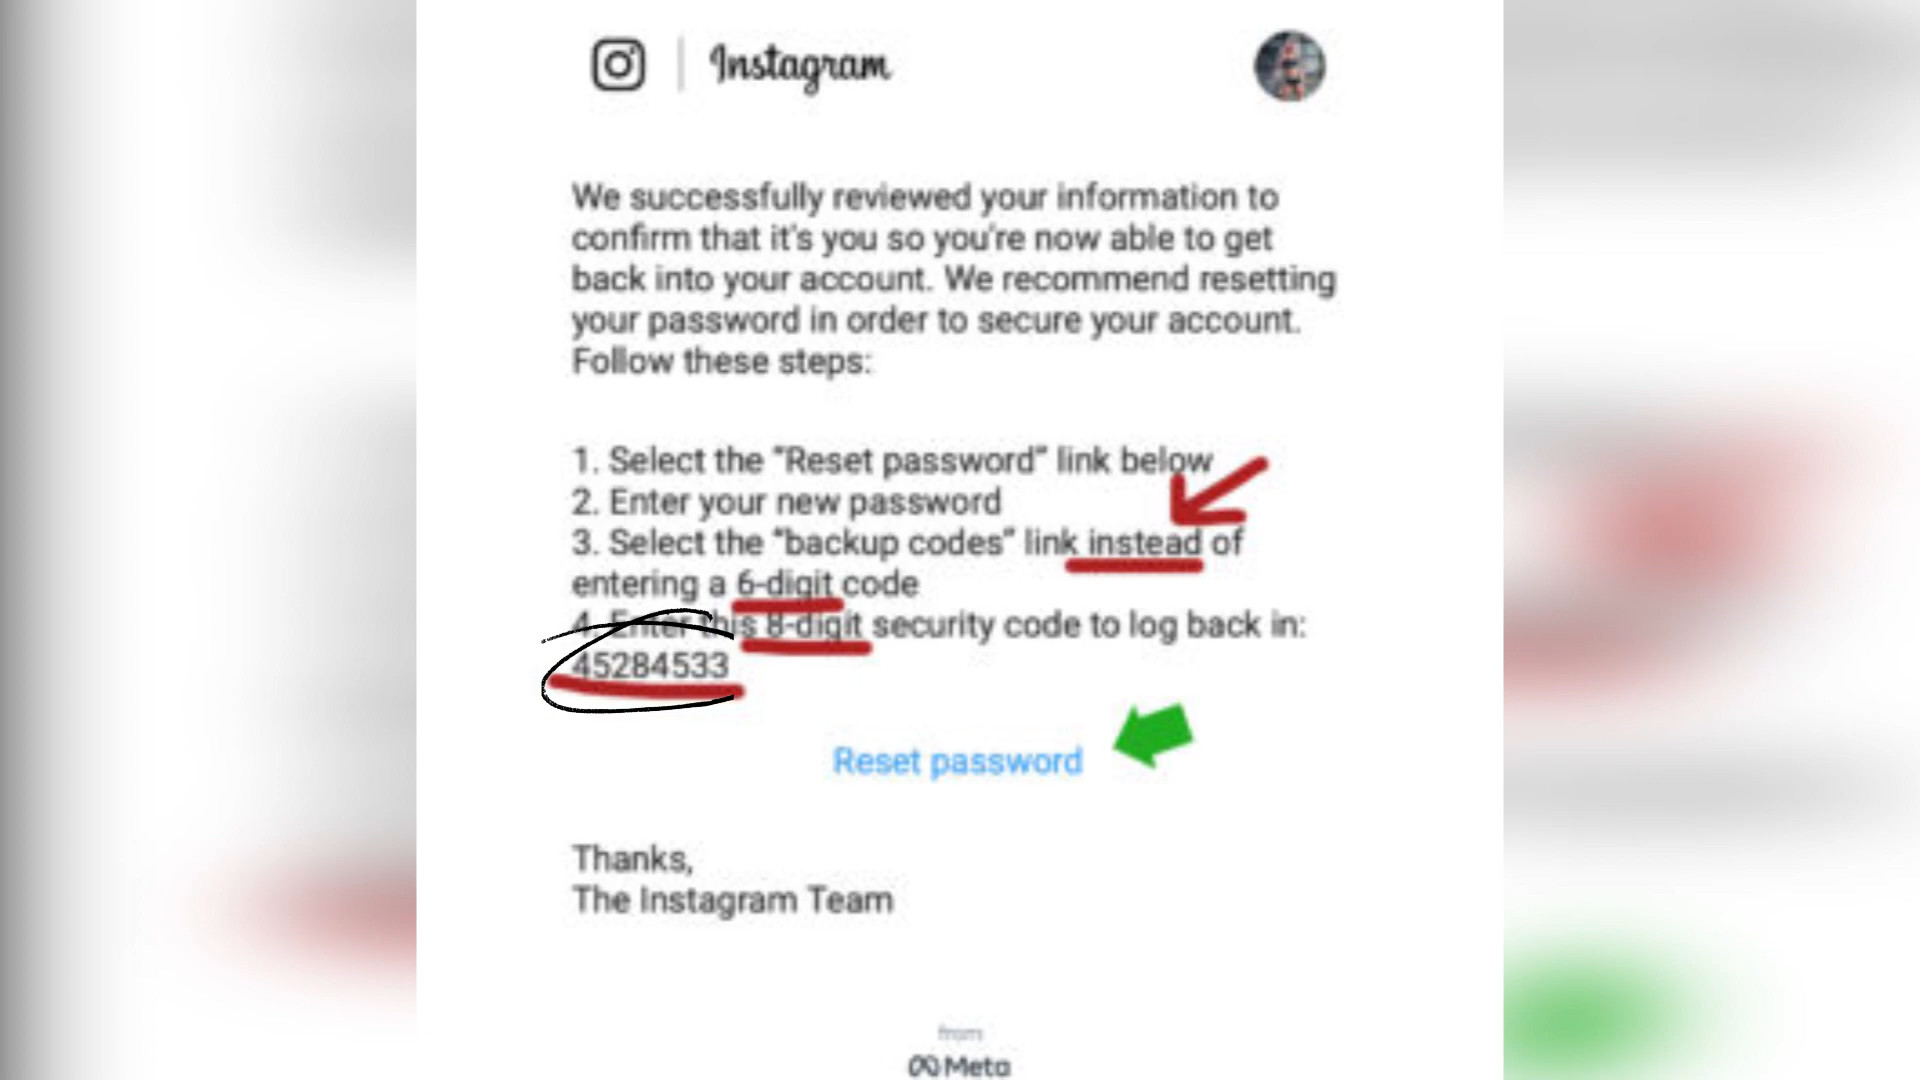 Instagram
We successfully reviewed your information to
confirm that it's you so you're now able to get
back into your account. We recommend resetting
your password in order to secure your account.
Follow these steps:
1. Select the "Reset password" link below
2. Enter your new password
3. Select the "backup codes" link instead of
entering a 6-digit code
4. Enter this 8-digit security code to log back in:
45284533
Reset password
Thanks,
The Instagram Team
from
Meta